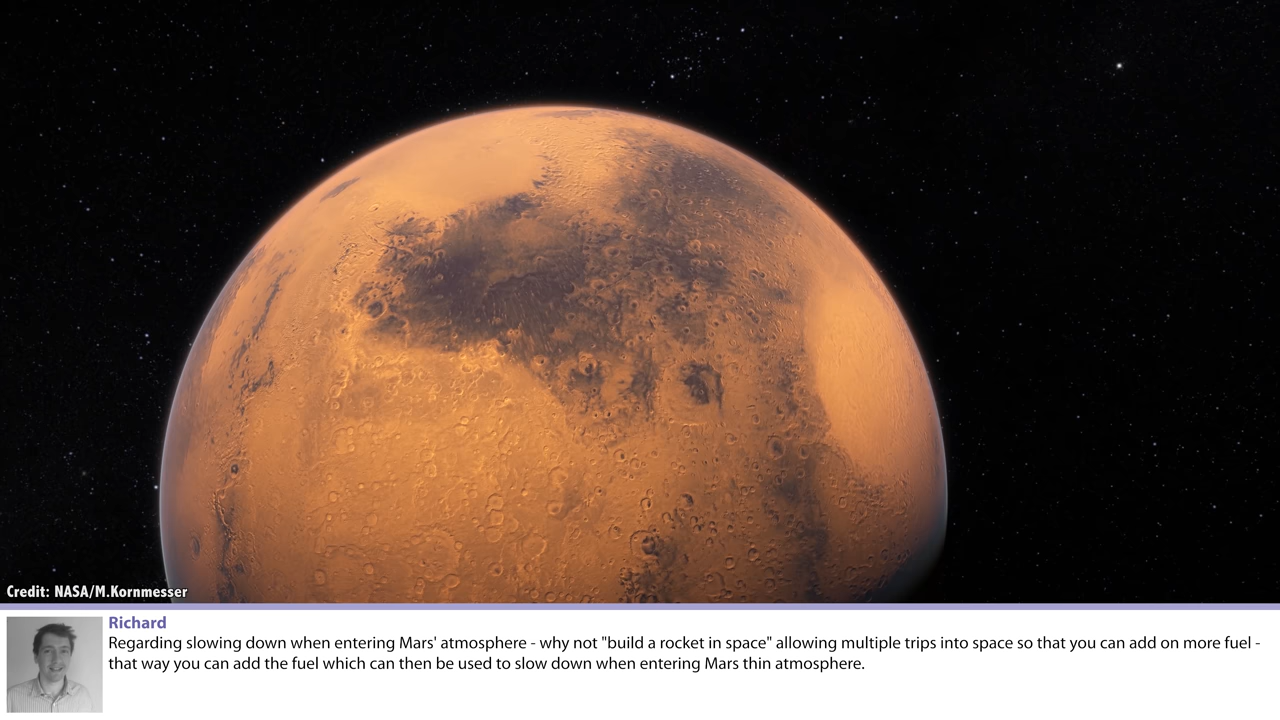 Credit: NASA/M.Kornmesser
Richard
Regarding slowing down when entering Mars' atmosphere - why not "build a rocket in space" allowing multiple trips into space so that you can add on more fuel -
that way you can add the fuel which can then be used to slow down when entering Mars thin atmosphere.